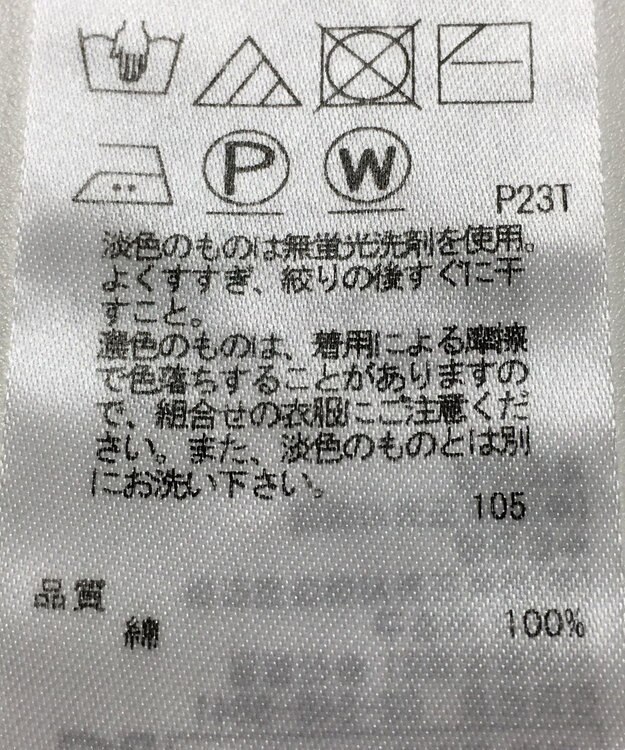 P
W
P23T
淡色のものは無蛍光洗剤を使用。
よくすすぎ、絞りの後すぐに干
すこと。
濃色のものは、着用による摩擦
で色落ちすることがありますの
で、組合せの衣服にご注意くだ
さい。また、淡色のものとは別
にお洗い下さい。
105
品質
綿 100%